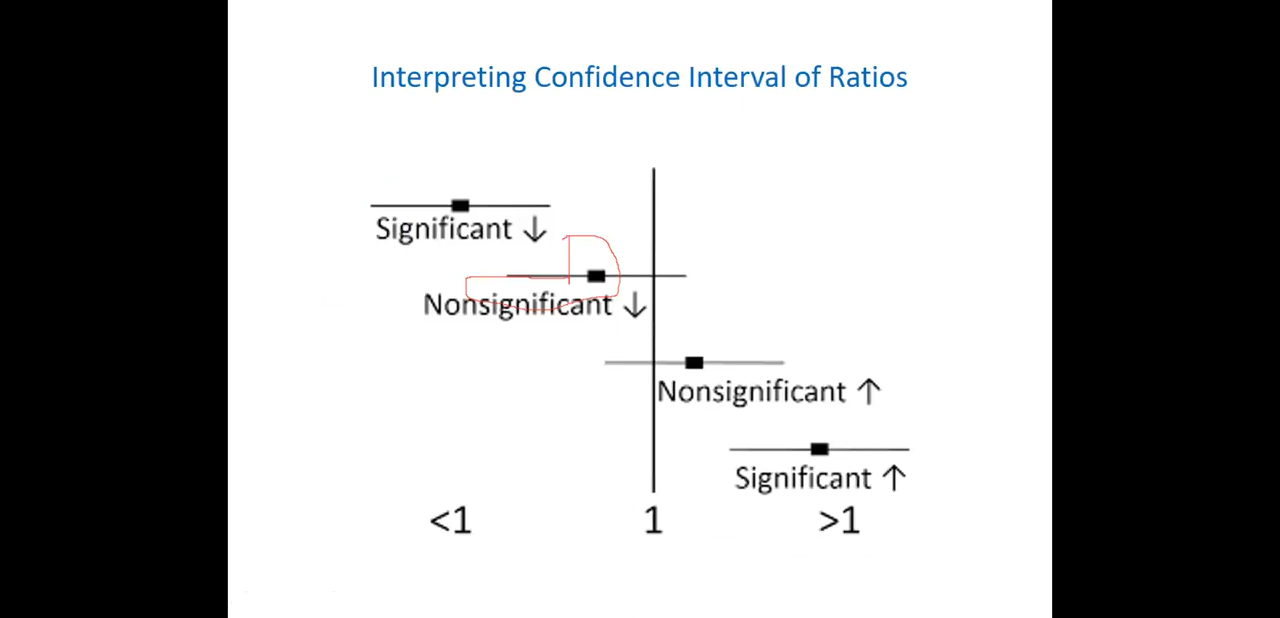 Interpreting Confidence Interval of Ratios
Significant ↓
Nonsignificant ↓
Nonsignificant ↑
Significant ↑
<1 1 >1